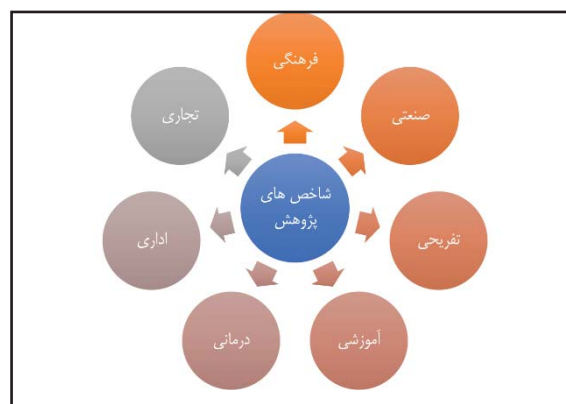 فرهنگی
صنعتی
تفریحی
آموزشی
درمانی
اداری
تجاری
شاخص های
پژوهش